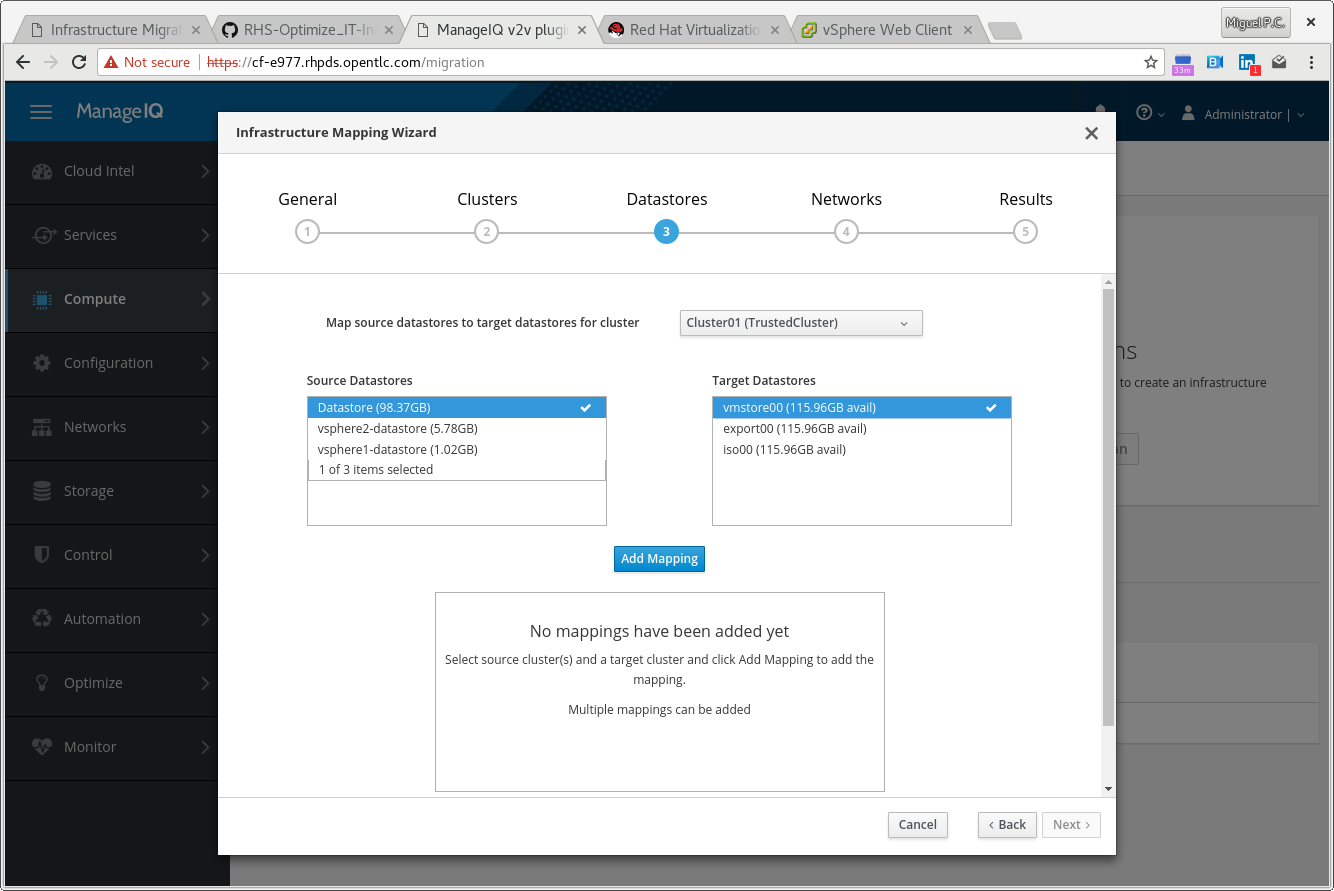 Infrastructure Migrat
RHS-Optimize_IT-In
ManageIQ v2v plugi
Red Hat Virtualizatio
vSphere Web Client
Miguel P.C.
Not secure
https://cf-e977.rhpds.opentlc.com/migration
33m
B
in
1
ManageIQ
Administrator |
Infrastructure Mapping Wizard
Cloud Intel
Services
Compute
Configuration
Networks
Storage
Control
Automation
Optimize
Monitor
General
Clusters
Datastores
Networks
Results
1
2
3
4
5
Map source datastores to target datastores for cluster
Cluster01 (TrustedCluster)
Source Datastores
Target Datastores
Datastore (98.37GB)
vsphere2-datastore (5.78GB)
vsphere1-datastore (1.02GB)
1 of 3 items selected
vmstore00 (115.96GB avail)
export00 (115.96GB avail)
iso00 (115.96GB avail)
Add Mapping
No mappings have been added yet
Select source cluster(s) and a target cluster and click Add Mapping to add the
mapping.
Multiple mappings can be added
Cancel
Back
Next
to create an infrastructure